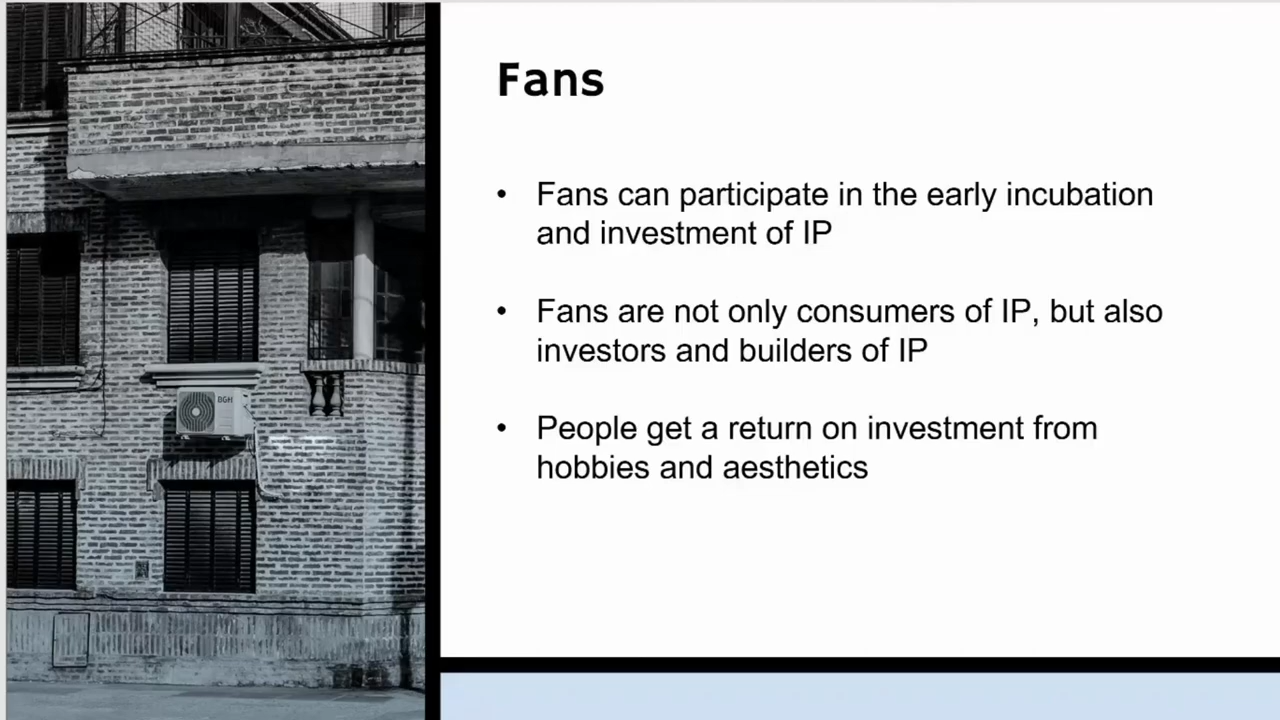 Fans
• Fans can participate in the early incubation
and investment of IP
• Fans are not only consumers of IP, but also
investors and builders of IP
• People get a return on investment from
hobbies and aesthetics
BGH